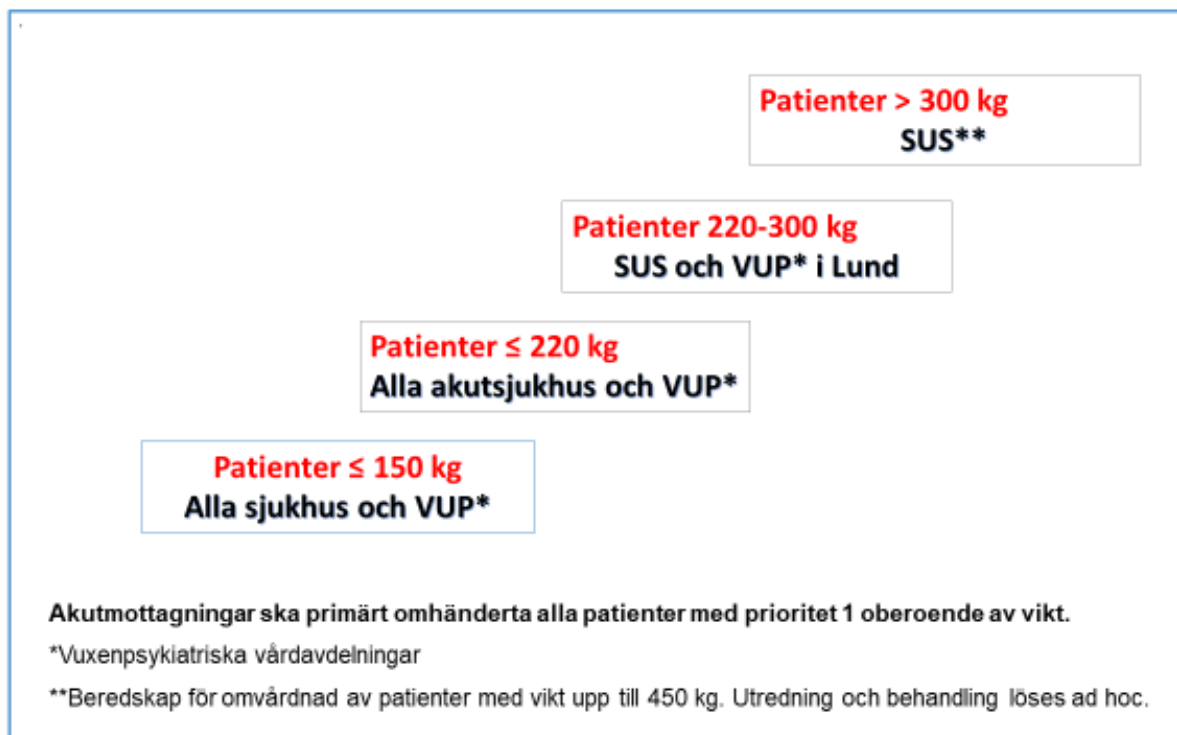 Patienter > 300 kg
SUS**
Patienter 220-300 kg
SUS och VUP* i Lund
Patienter ≤ 220 kg
Alla akutsjukhus och VUP*
Patienter ≤ 150 kg
Alla sjukhus och VUP*
Akutmottagningar ska primärt omhänderta alla patienter med prioritet 1 oberoende av vikt.
*Vuxenpsykiatriska vårdavdelningar
**Beredskap för omvårdnad av patienter med vikt upp till 450 kg. Utredning och behandling löses ad hoc.